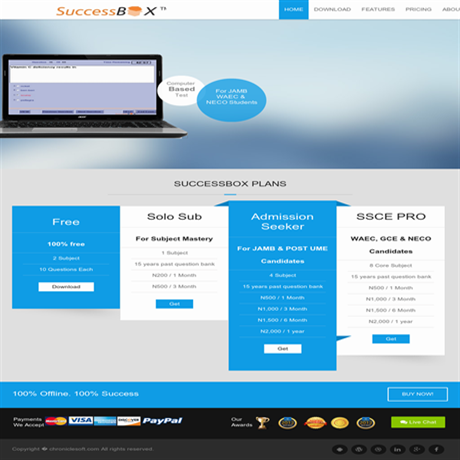 SuccessBOX TM
HOME DOWNLOAD FEATURES PRICING ABOUT
Computer
Based
Test
For JAMB
WAEC &
NECO Students
SUCCESSBOX PLANS
Free
100% free
2 Subject
10 Questions Each
Download
Solo Sub
For Subject Mastery
1 Subject
15 years past question bank
N200 / 1 Month
N500 / 3 Month
Get
Admission
Seeker
For JAMB & POST UME
Candidates
4 Subject
15 years past question bank
N500 / 1 Month
N1,000 / 3 Month
N1,500 / 6 Month
N2,000 / 1 year
Get
SSCE PRO
WAEC, GCE & NECO
Candidates
8 Core Subject
15 years past question bank
N500 / 1 Month
N1,000 / 3 Month
N1,500 / 6 Month
N2,000 / 1 year
Get
100% Offline. 100% Success
BUY NOW!
Payments
We Accept
MasterCard
VISA
DISCOVER
PayPal
Our
Awards
Live Chat
Copyright � chroniclesoft.com All rights reserved.